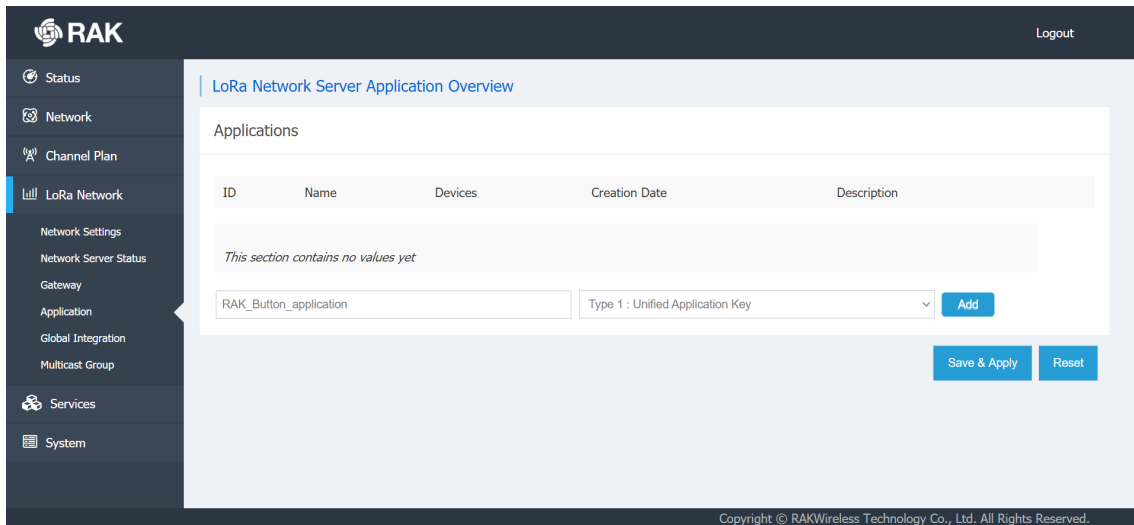 RAK
Logout
Status
Network
Channel Plan
LoRa Network
Network Settings
Network Server Status
Gateway
Application
Global Integration
Multicast Group
Services
System
LoRa Network Server Application Overview
Applications
ID Name Devices Creation Date Description
This section contains no values yet
RAK_Button_application Type 1 : Unified Application Key Add
Save & Apply Reset
Copyright © RAKWireless Technology Co., Ltd. All Rights Reserved.